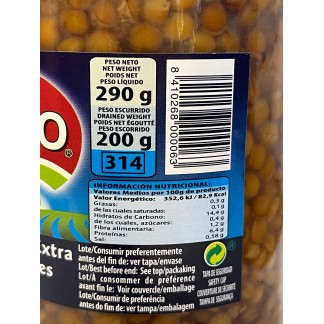 PESO NETO
NET WEIGHT
POIDS NET
PESO LÍQUIDO
290 g
PESO ESCURRIDO
DRAINED WEIGHT
POIDS NET ÉGOUTTÉ
PESO ESCORRIDO
200 g
314
8 410268 000063
O
®
INFORMACIÓN NUTRICIONAL:
Valores Medios por 100g de producto
Valor Energético: 352,6 kJ / 82,9 Kcal
Grasas: 0,3 g
de las cuales saturadas: 0,1 g
Hidratos de Carbono: 14,4 g
de los cuales, azúcares: 0,4 g
Fibra alimentaria: 1,2 g
Proteínas: 6,4 g
Sal: 0,58 g
Extra
es
Lote/Consumir preferentemente
antes del fin de: ver tapa/envase
Lot/Best before end: See top/packaking
Lot/A consommer de préférence
avant de: Voir couvercle/emballage
Lote/Consumir de preferência
antes do fim de: ver tampa/embalagem
TAPA DE SEGURIDAD
SAFETY CAP
COUVERTURE DE SÉCURITÉ
TAMPA DE SEGURANÇA